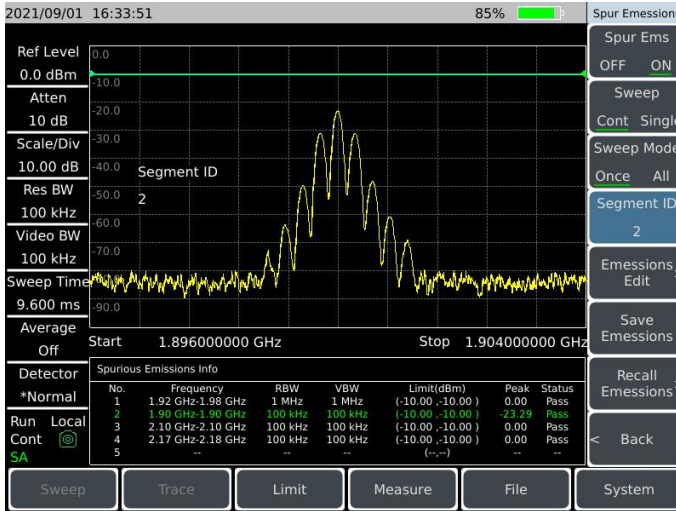 2021/09/01 16:33:51
85%
Spur Emession
Ref Level
0.0 dBm
Atten
10 dB
Scale/Div
10.00 dB
Res BW
100 kHz
Video BW
100 kHz
Sweep Time
9.600 ms
Average
Off
Detector
*Normal
Run Local
Cont
SA
0.0
-10.0
-20.0
-30.0
-40.0
-50.0
-60.0
-70.0
-90.0
Segment ID
2
Start 1.896000000 GHz Stop 1.904000000 GHz
Spurious Emissions Info
No. Frequency RBW VBW Limit(dBm) Peak Status
1 1.92 GHz-1.98 GHz 1 MHz 1 MHz (-10.00 ,-10.00 ) 0.00 Pass
2 1.90 GHz-1.90 GHz 100 kHz 100 kHz (-10.00 ,-10.00 ) -23.29 Pass
3 2.10 GHz-2.10 GHz 100 kHz 100 kHz (-10.00 ,-10.00 ) 0.00 Pass
4 2.17 GHz-2.18 GHz 100 kHz 100 kHz (-10.00 ,-10.00 ) 0.00 Pass
5 -- -- -- (--,--) -- --
Spur Ems
OFF ON
Sweep
Cont Single
Sweep Mode
Once All
Segment ID
2
Emessions
Edit
Save
Emessions
Recall
Emessions
< Back
Sweep Trace Limit Measure File System